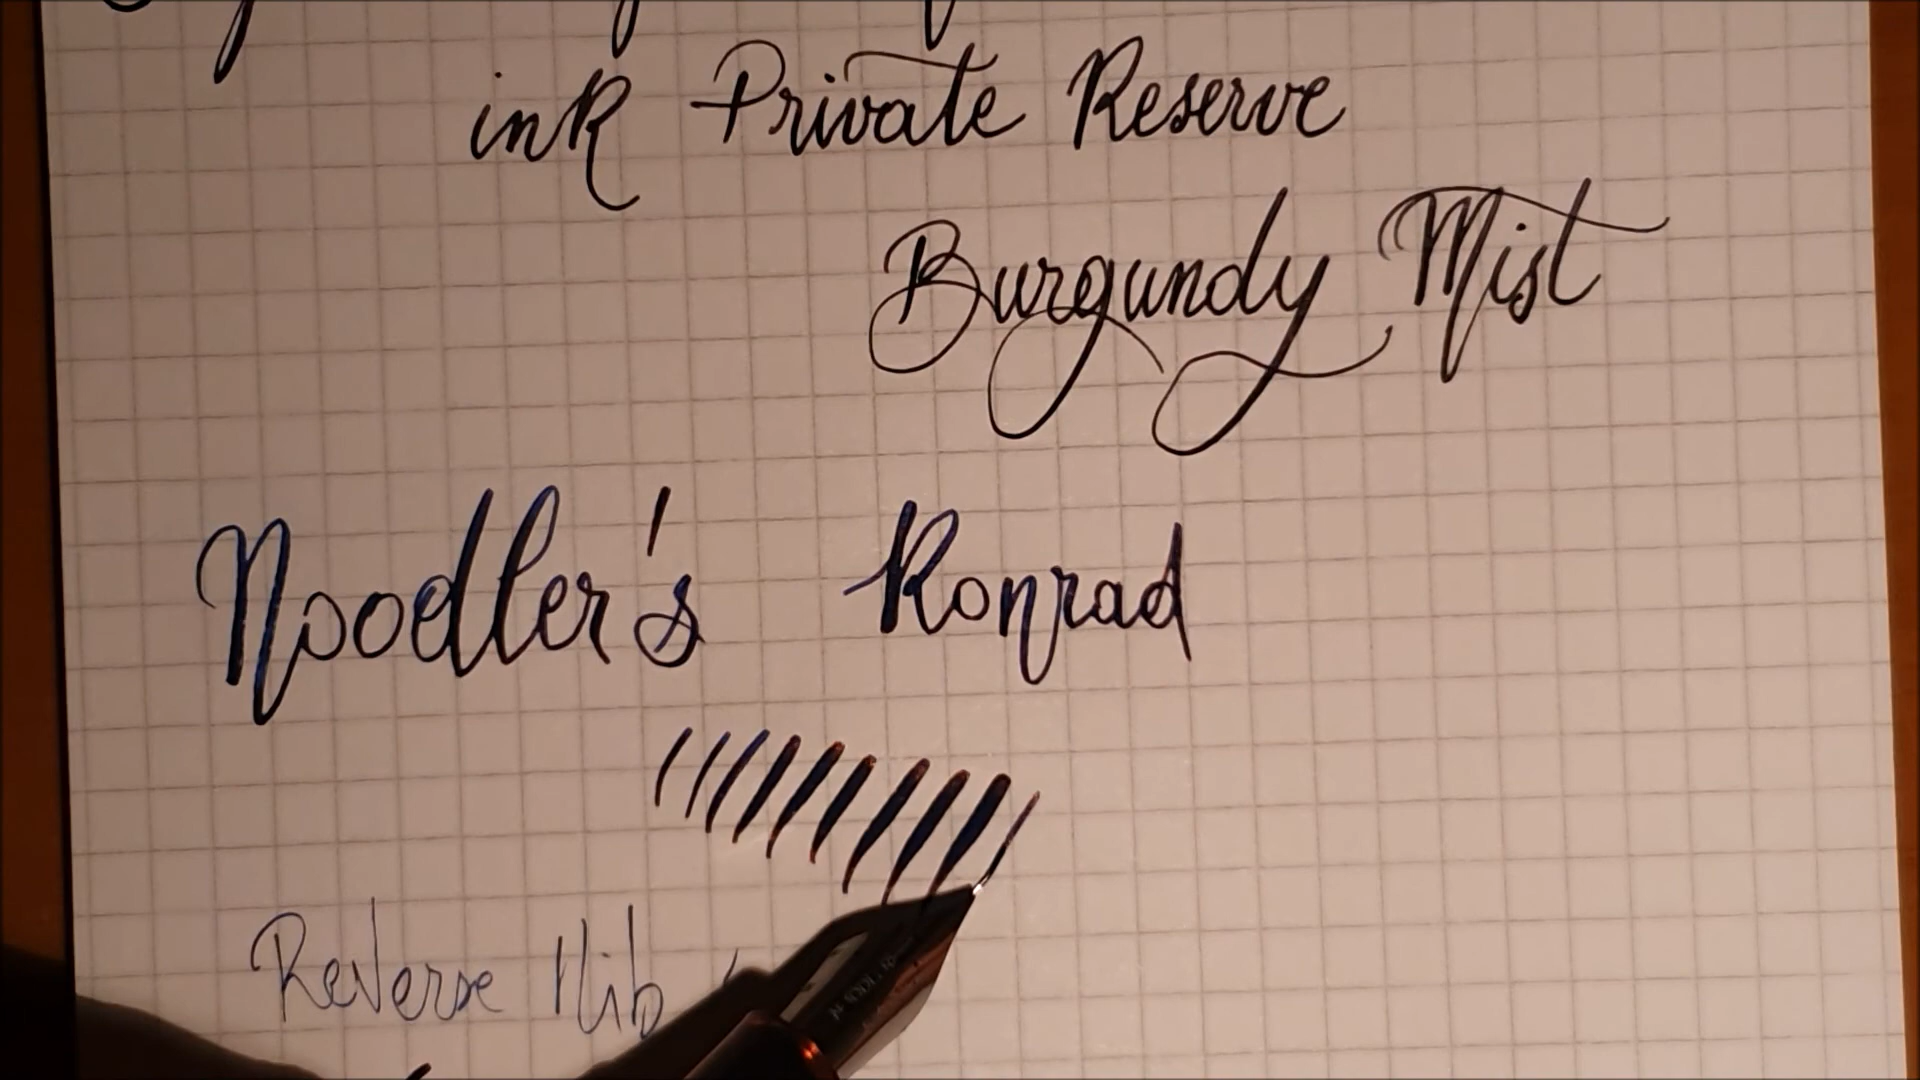 ink Private Reserve
Burgundy Mist
Noodler's Konrad
Reverse Nib